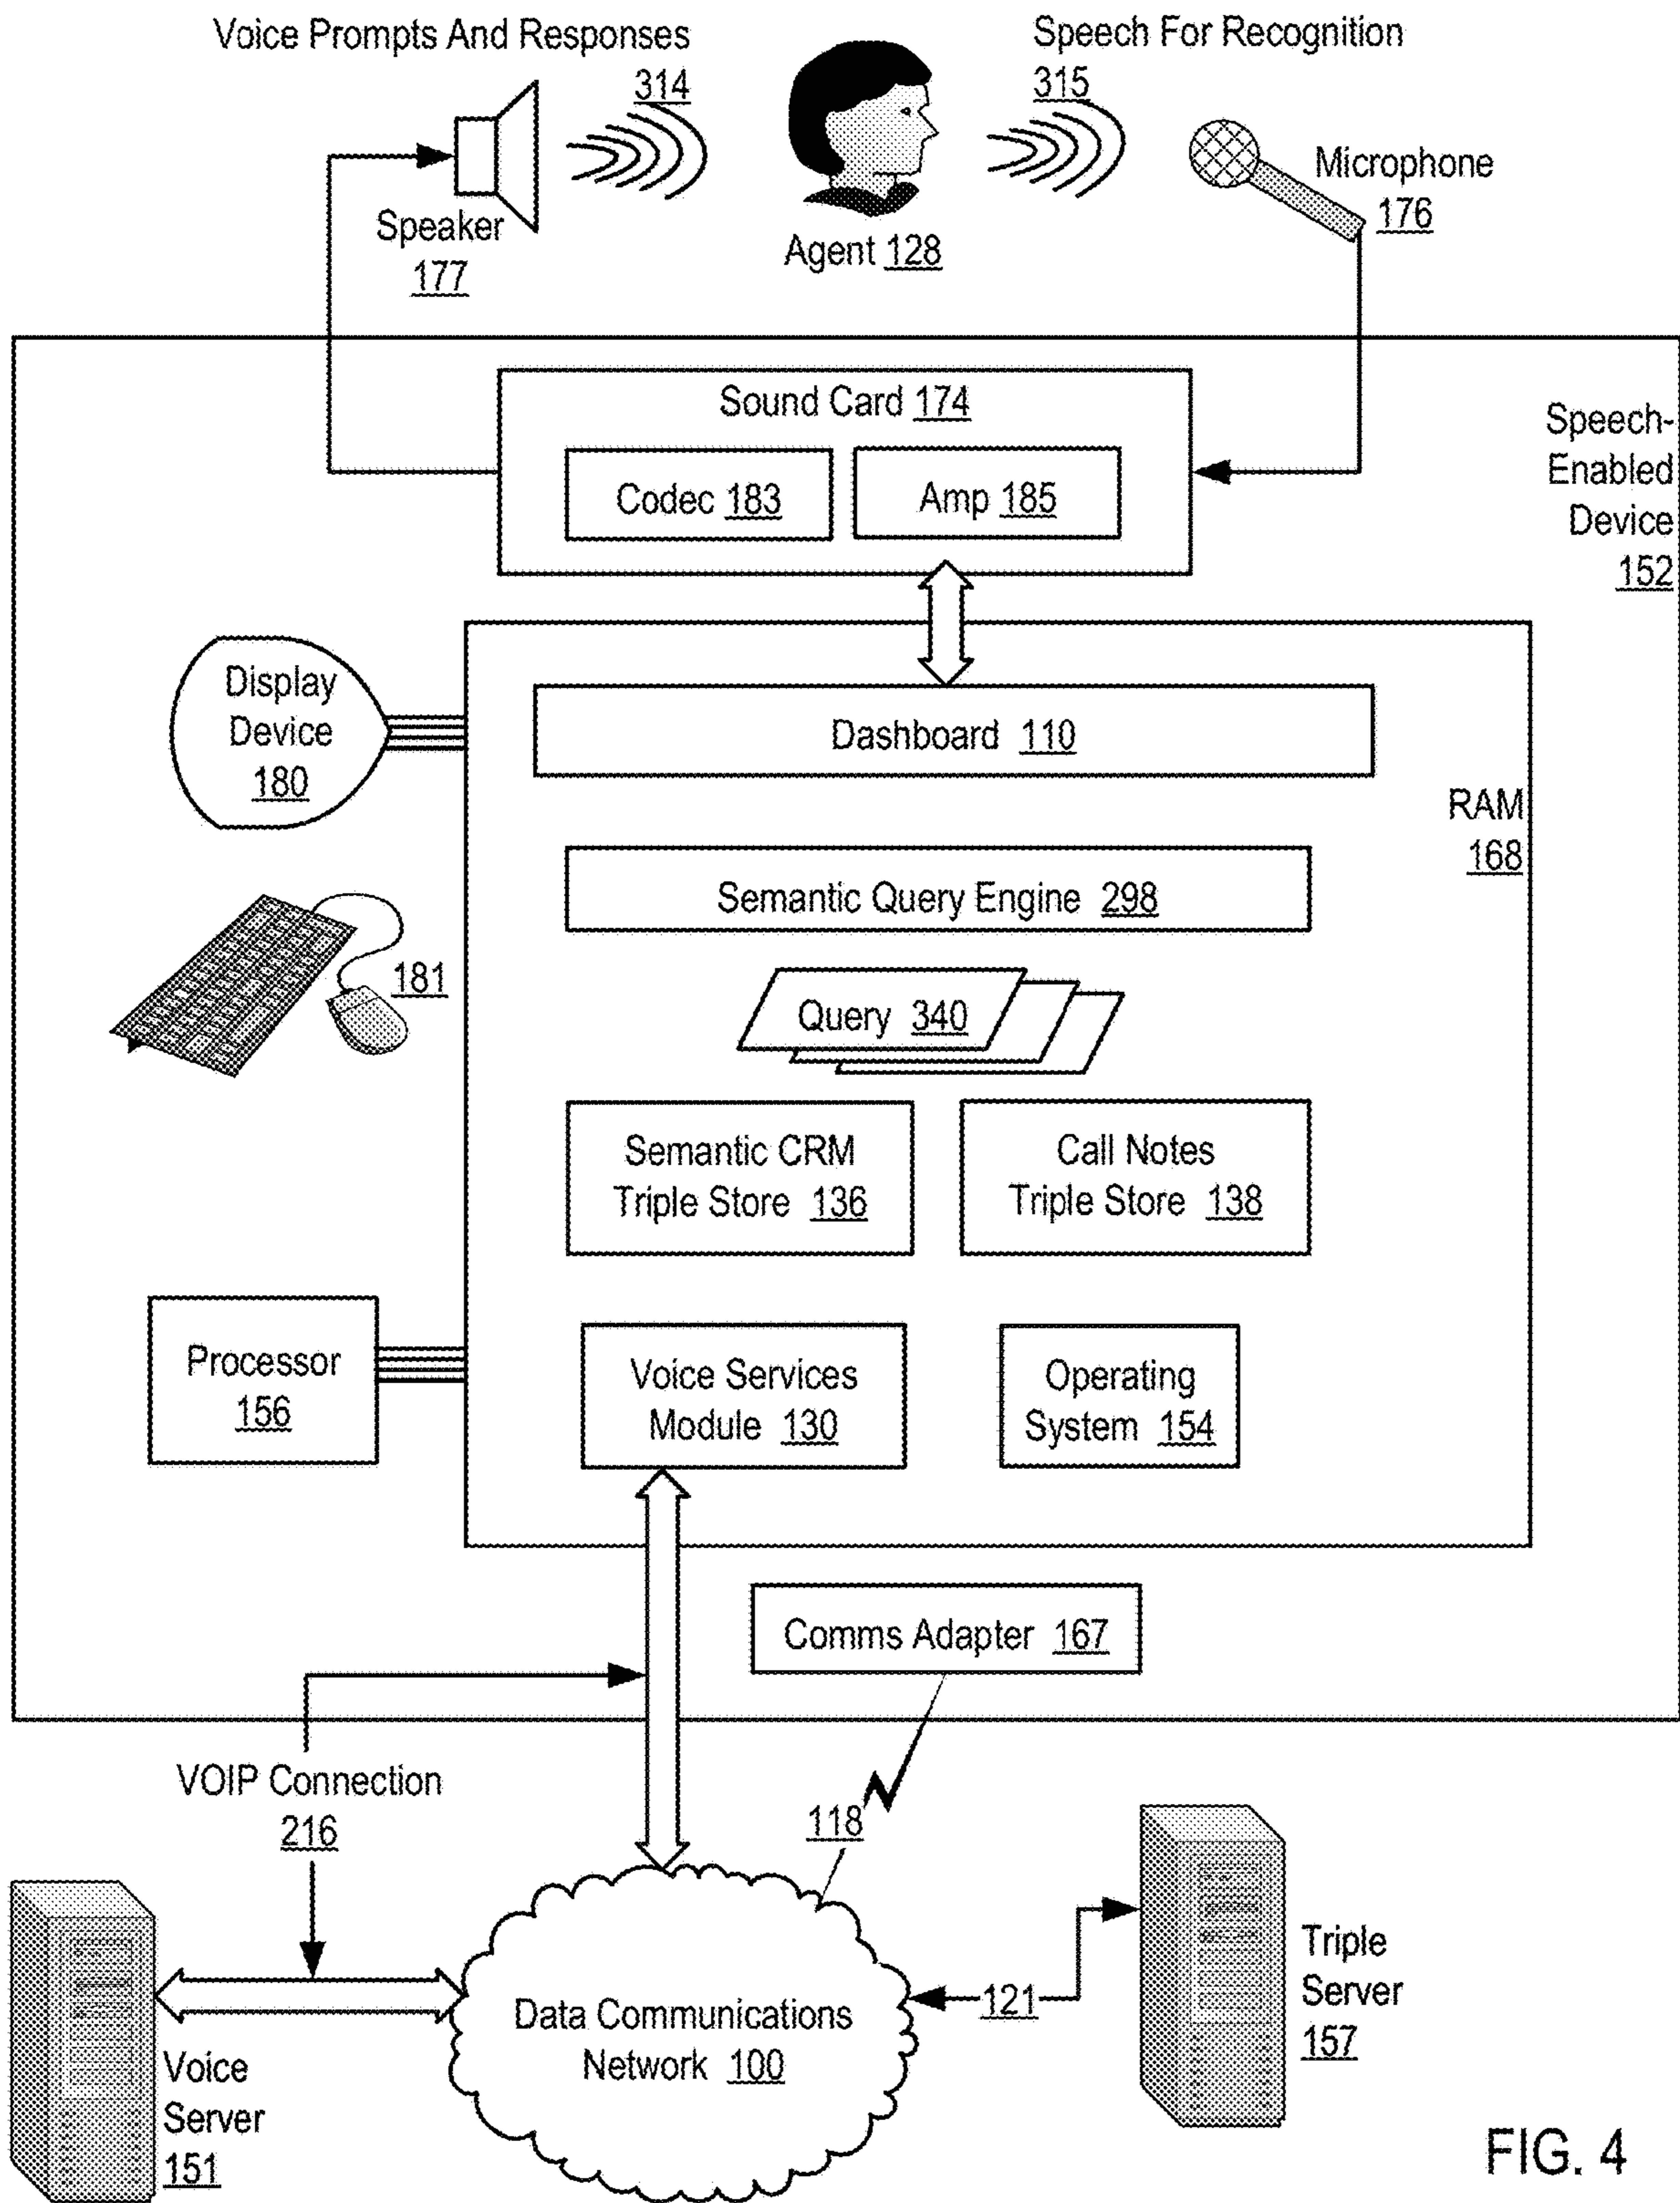 Voice Prompts And Responses
314
Speech For Recognition
315
Speaker
177
Agent 128
Microphone
176
Sound Card 174
Codec 183
Amp 185
Speech-
Enabled
Device
152
Display
Device
180
Dashboard 110
RAM
168
Semantic Query Engine 298
181
Query 340
Semantic CRM
Triple Store 136
Call Notes
Triple Store 138
Processor
156
Voice Services
Module 130
Operating
System 154
Comms Adapter 167
VOIP Connection
216
118
121
Triple
Server
157
Data Communications
Network 100
Voice
Server
151
FIG. 4